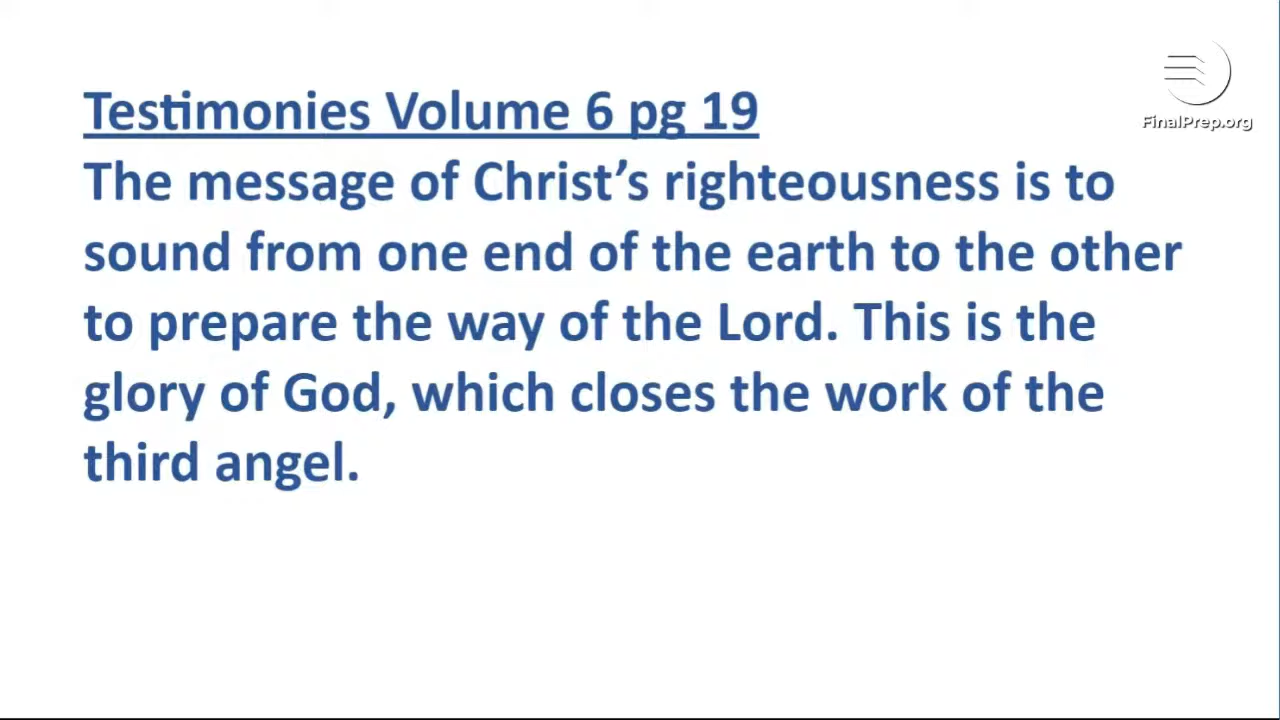 FinalPrep.org
Testimonies Volume 6 pg 19
The message of Christ’s righteousness is to
sound from one end of the earth to the other
to prepare the way of the Lord. This is the
glory of God, which closes the work of the
third angel.